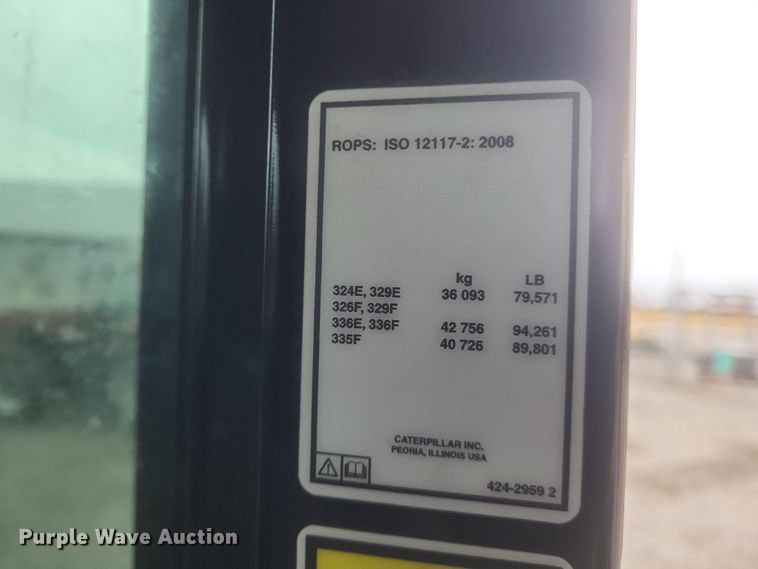 ROPS: ISO 12117-2: 2008
kg LB
324E, 329E 36 093 79,571
326F, 329F
336E, 336F 42 756 94,261
335F 40 726 89,801
CATERPILLAR INC.
PEORIA, ILLINOIS USA
424-2959 2
Purple Wave Auction